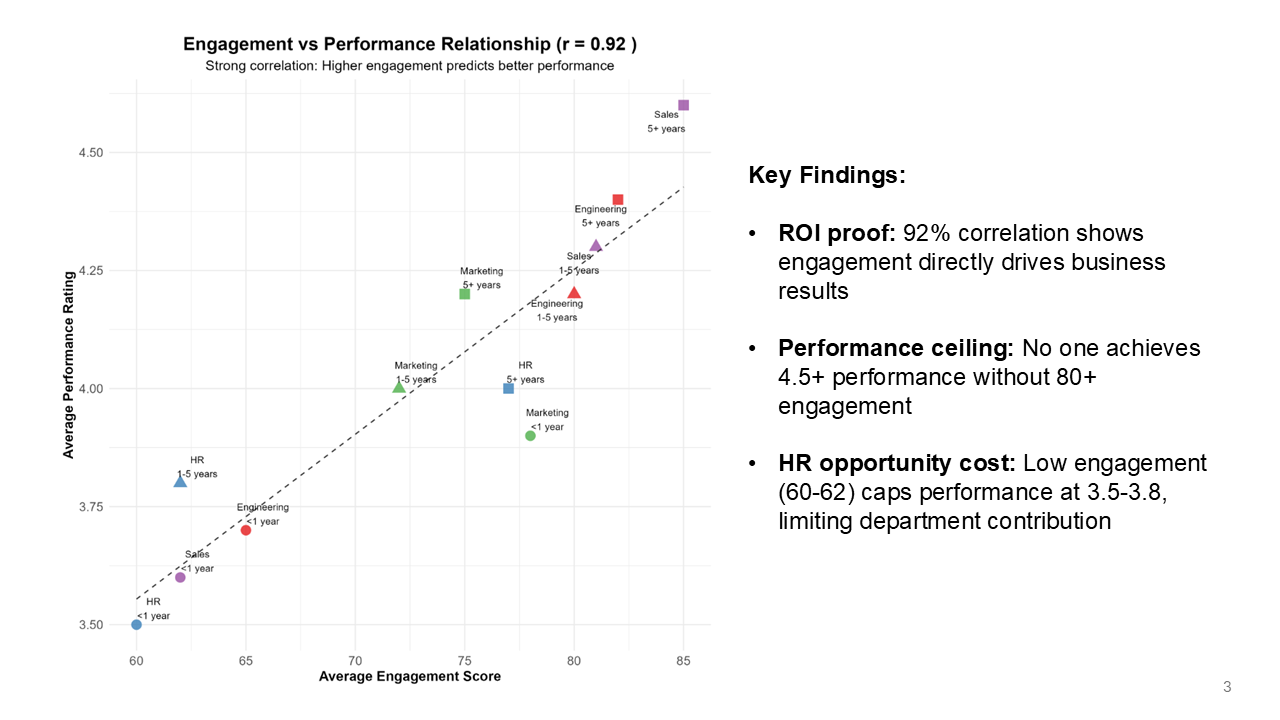 Engagement vs Performance Relationship (r = 0.92 )
Strong correlation: Higher engagement predicts better performance
Average Performance Rating
4.50
4.25
4.00
3.75
3.50
Sales
5+ years
Engineering
5+ years
Sales
1-5 years
Marketing
5+ years
Engineering
1-5 years
Marketing
1-5 years
HR
5+ years
Marketing
<1 year
HR
1-5 years
Engineering
<1 year
Sales
<1 year
HR
<1 year
60 65 70 75 80 85
Average Engagement Score
Key Findings:
• ROI proof: 92% correlation shows
engagement directly drives business
results
• Performance ceiling: No one achieves
4.5+ performance without 80+
engagement
• HR opportunity cost: Low engagement
(60-62) caps performance at 3.5-3.8,
limiting department contribution
3